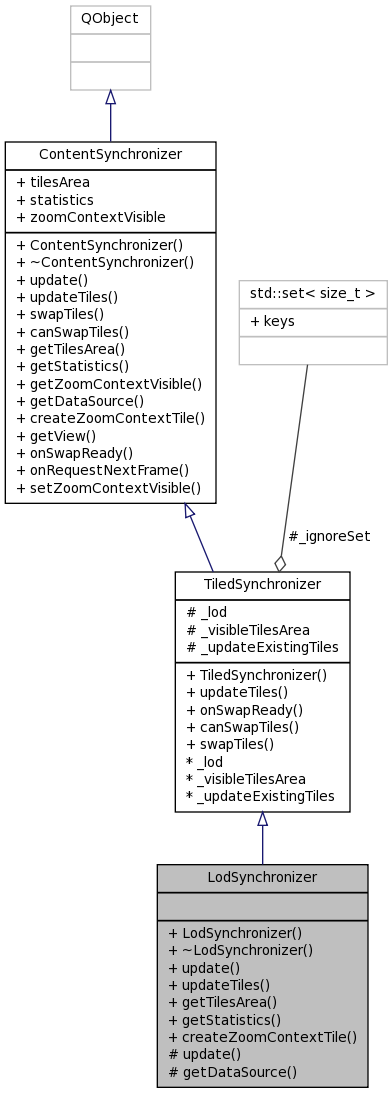 QObject
ContentSynchronizer
+ tilesArea
+ statistics
+ zoomContextVisible
+ ContentSynchronizer()
+ ~ContentSynchronizer()
+ update()
+ updateTiles()
+ swapTiles()
+ canSwapTiles()
+ getTilesArea()
+ getStatistics()
+ getZoomContextVisible()
+ getDataSource()
+ createZoomContextTile()
+ getView()
+ onSwapReady()
+ onRequestNextFrame()
+ setZoomContextVisible()
std::set< size_t >
+ keys
#_ignoreSet
TiledSynchronizer
# _lod
# _visibleTilesArea
# _updateExistingTiles
+ TiledSynchronizer()
+ updateTiles()
+ onSwapReady()
+ canSwapTiles()
+ swapTiles()
* _lod
* _visibleTilesArea
* _updateExistingTiles
LodSynchronizer
+ LodSynchronizer()
+ ~LodSynchronizer()
+ update()
+ updateTiles()
+ getTilesArea()
+ getStatistics()
+ createZoomContextTile()
# update()
# getDataSource()